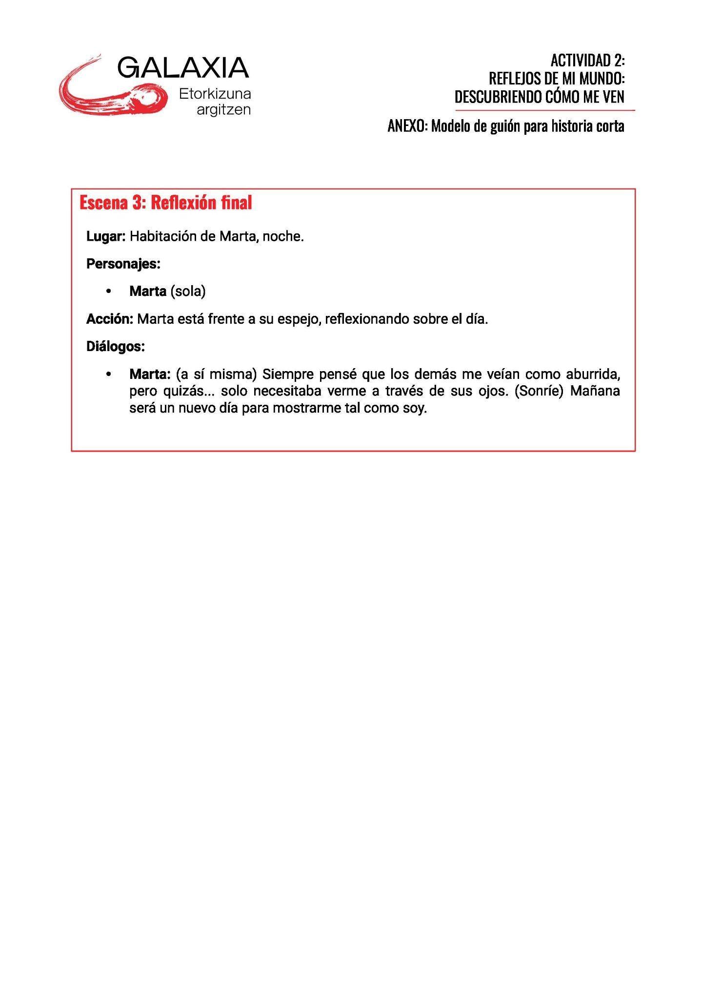 GALAXIA
Etorkizuna
argitzen
ACTIVIDAD 2:
REFLEJOS DE MI MUNDO:
DESCUBRIENDO CÓMO ME VEN
ANEXO: Modelo de guión para historia corta
Escena 3: Reflexión final
Lugar: Habitación de Marta, noche.
Personajes:
• Marta (sola)
Acción: Marta está frente a su espejo, reflexionando sobre el día.
Diálogos:
• Marta: (a sí misma) Siempre pensé que los demás me veían como aburrida,
pero quizás... solo necesitaba verme a través de sus ojos. (Sonríe) Mañana
será un nuevo día para mostrarme tal como soy.